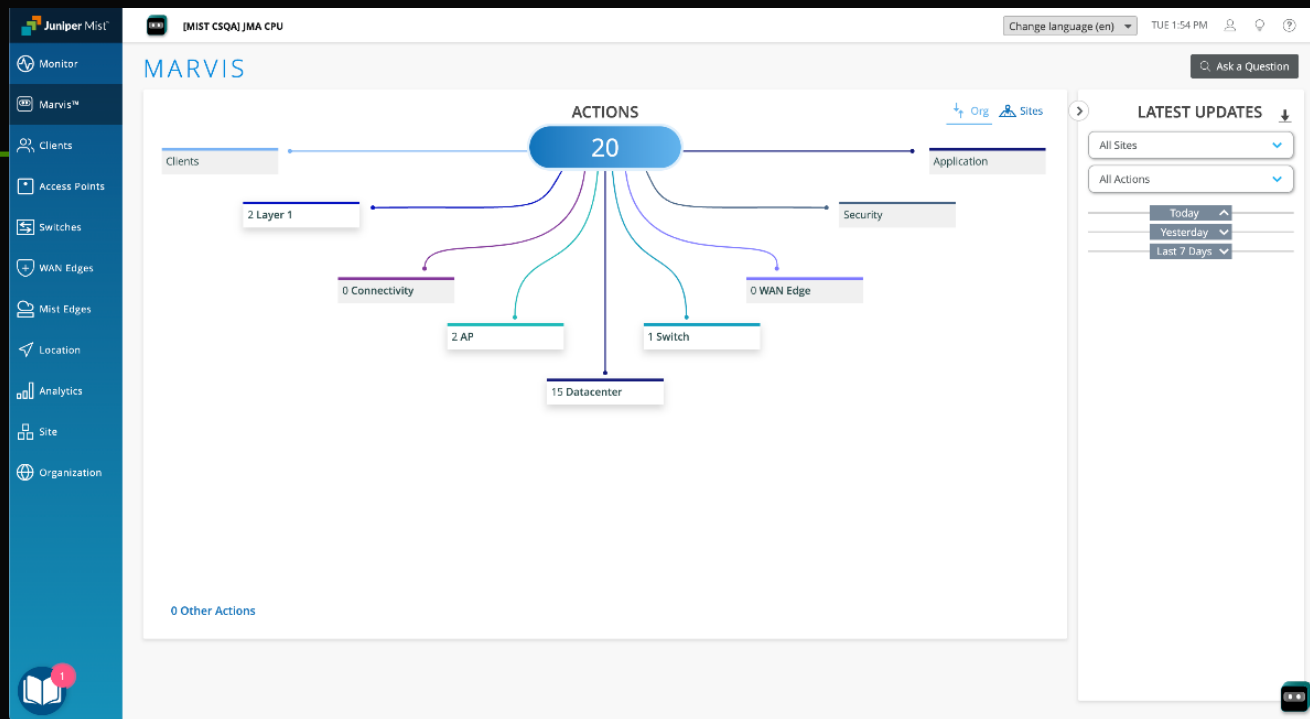 Juniper Mist™
[MIST CSQA] JMA CPU
Change language (en)
TUE 1:54 PM
Monitor
Marvis™
Clients
Access Points
Switches
WAN Edges
Mist Edges
Location
Analytics
Site
Organization
1
MARVIS
Ask a Question
ACTIONS
Org
Sites
20
Clients
Application
2 Layer 1
Security
0 Connectivity
0 WAN Edge
2 AP
1 Switch
15 Datacenter
0 Other Actions
LATEST UPDATES
All Sites
All Actions
Today
Yesterday
Last 7 Days